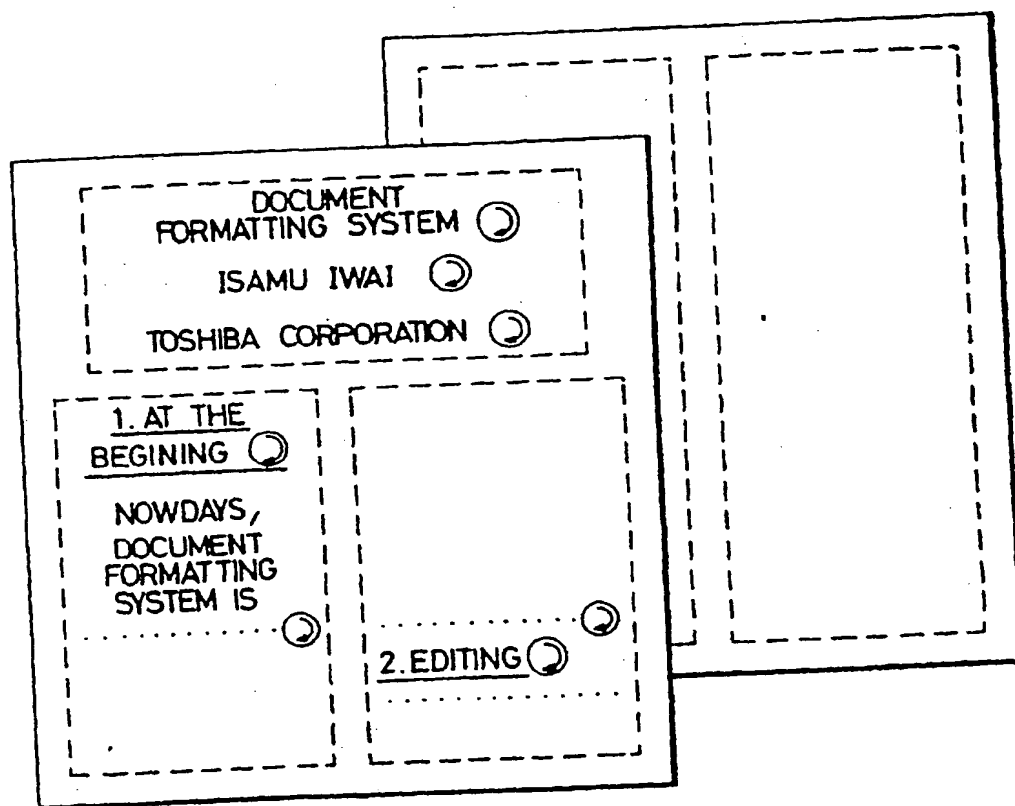 DOCUMENT
FORMATTING SYSTEM
ISAMU IWAI
TOSHIBA CORPORATION
1. AT THE
BEGINING
NOWDAYS,
DOCUMENT
FORMATTING
SYSTEM IS
....................
....................
2. EDITING
....................